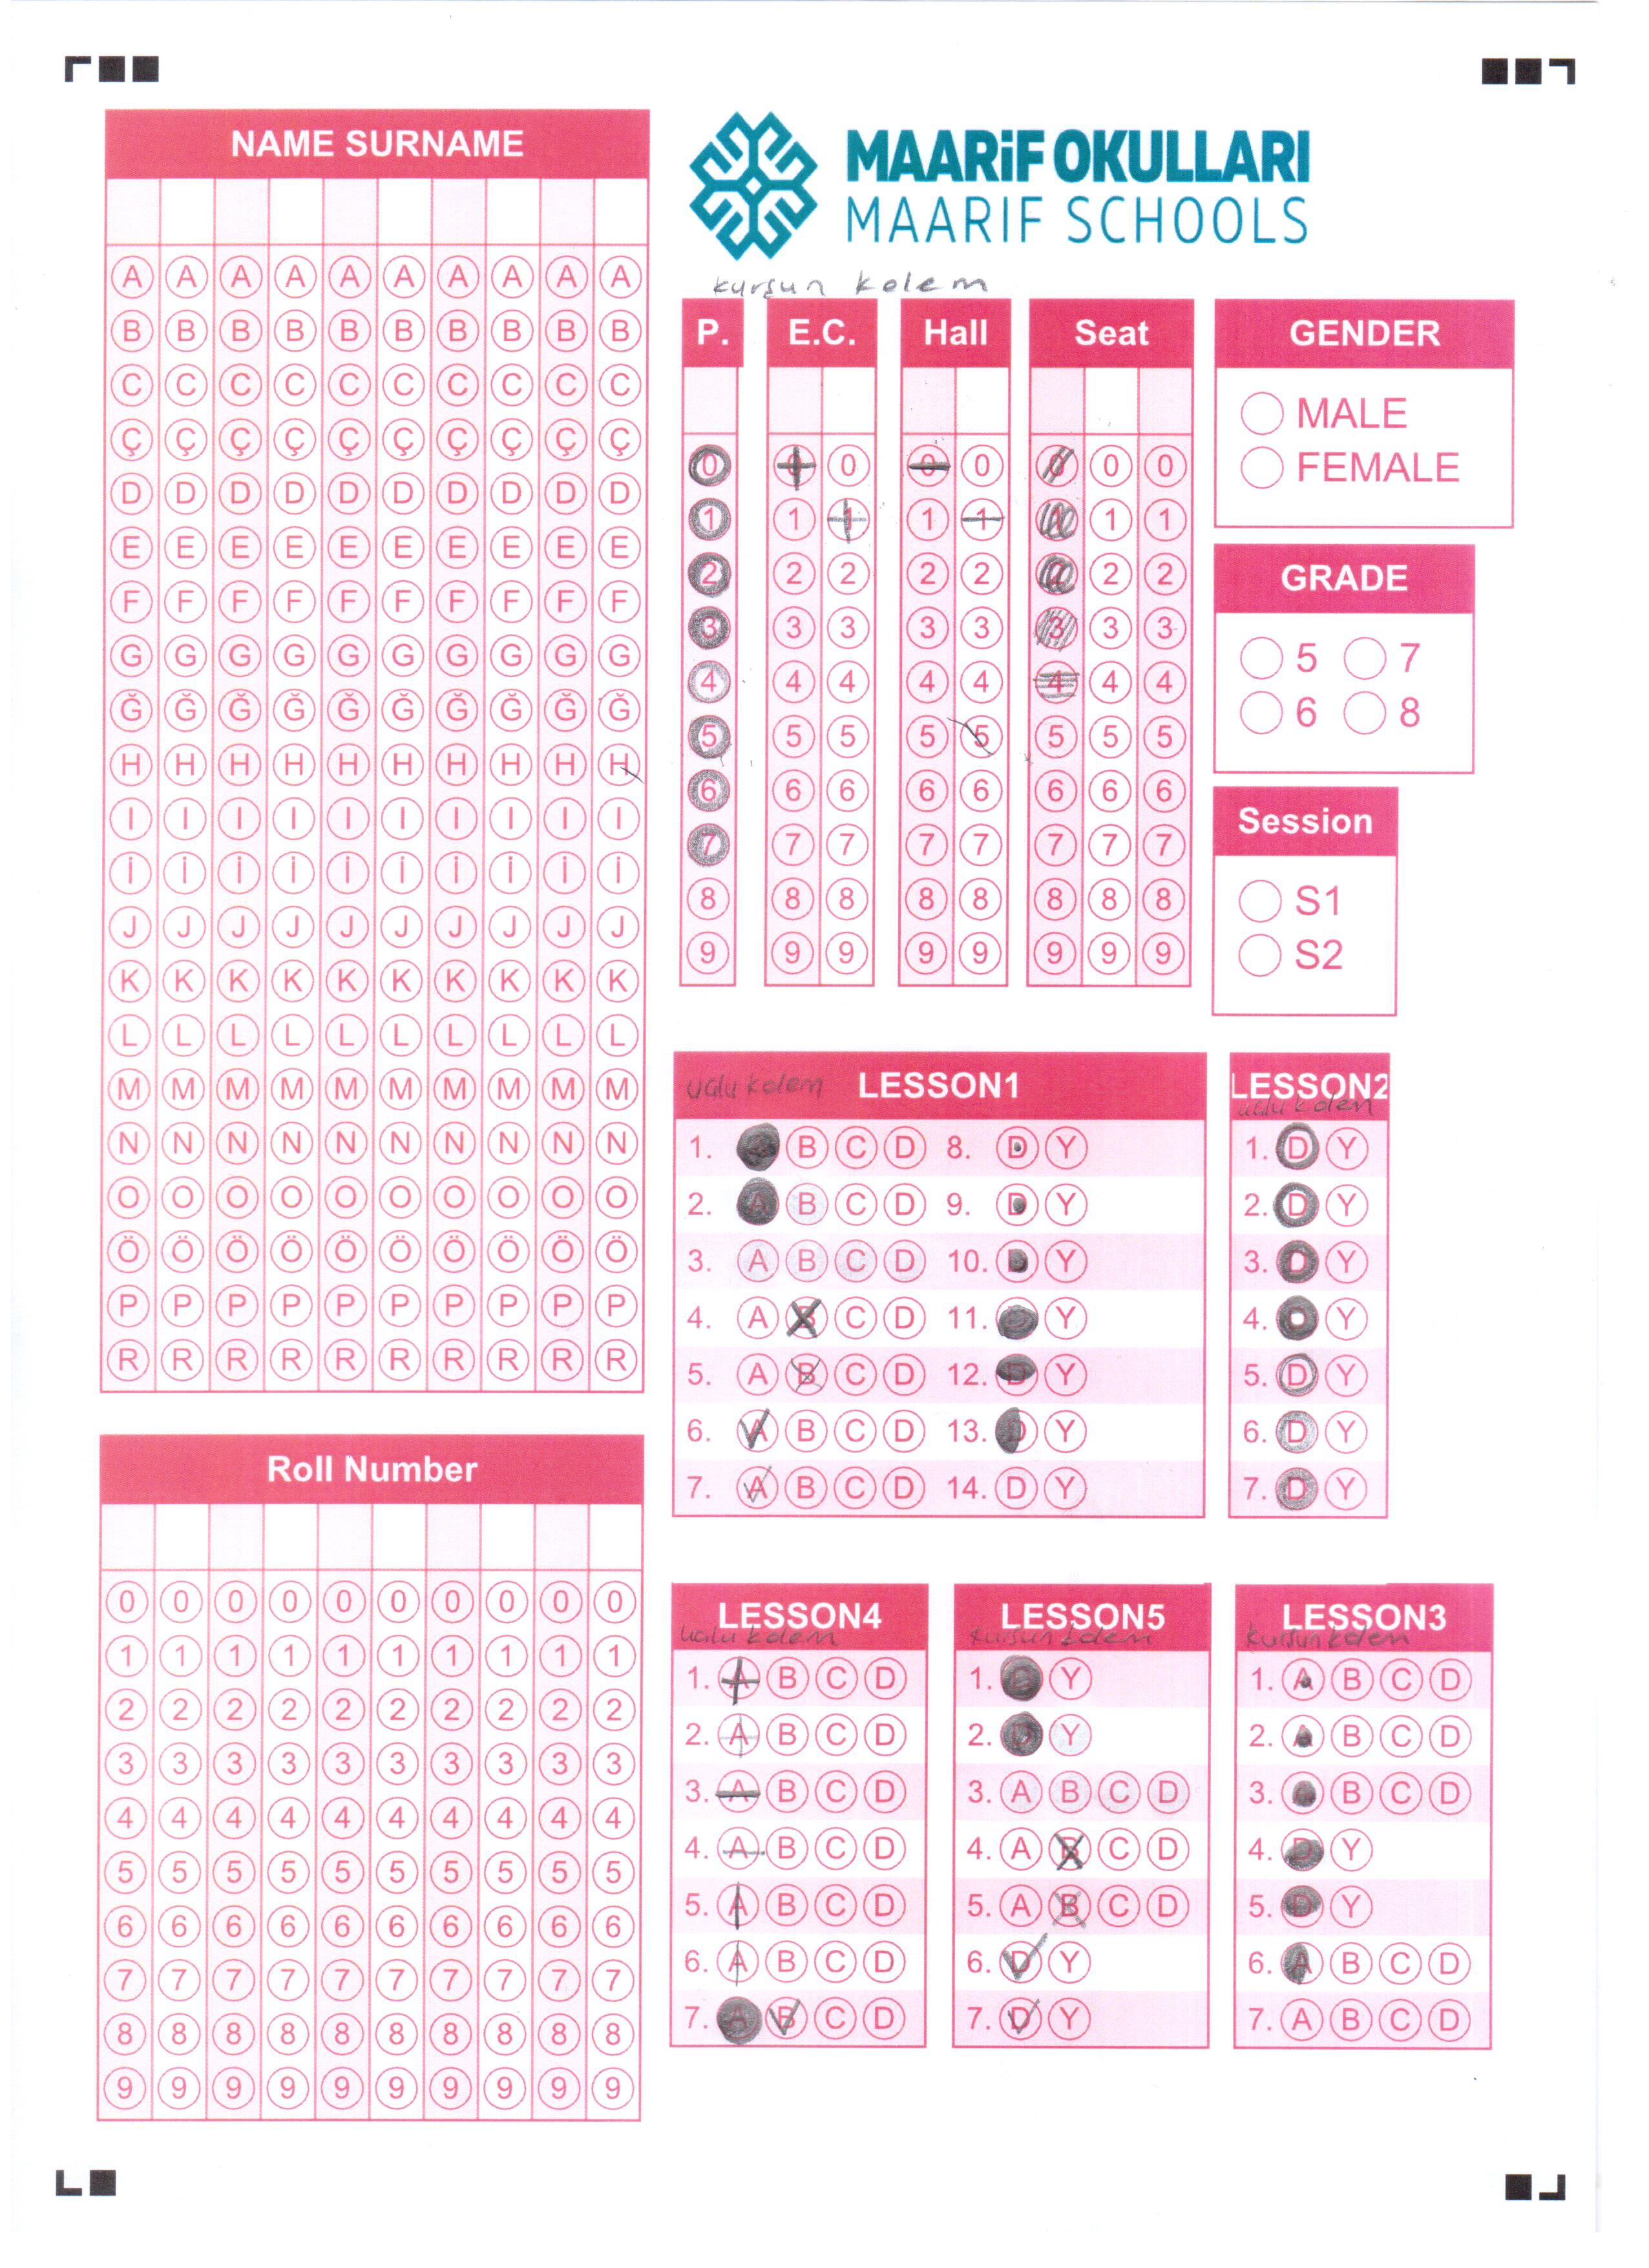 NAME SURNAME
A A A A A A A A A A
B B B B B B B B B B
C C C C C C C C C C
Ç Ç Ç Ç Ç Ç Ç Ç Ç Ç
D D D D D D D D D D
E E E E E E E E E E
F F F F F F F F F F
G G G G G G G G G G
Ğ Ğ Ğ Ğ Ğ Ğ Ğ Ğ Ğ Ğ
H H H H H H H H H H
I I I I I I I I I I
İ İ İ İ İ İ İ İ İ İ
J J J J J J J J J J
K K K K K K K K K K
L L L L L L L L L L
M M M M M M M M M M
N N N N N N N N N N
O O O O O O O O O O
Ö Ö Ö Ö Ö Ö Ö Ö Ö Ö
P P P P P P P P P P
R R R R R R R R R R
Roll Number
0 0 0 0 0 0 0 0 0 0
1 1 1 1 1 1 1 1 1 1
2 2 2 2 2 2 2 2 2 2
3 3 3 3 3 3 3 3 3 3
4 4 4 4 4 4 4 4 4 4
5 5 5 5 5 5 5 5 5 5
6 6 6 6 6 6 6 6 6 6
7 7 7 7 7 7 7 7 7 7
8 8 8 8 8 8 8 8 8 8
9 9 9 9 9 9 9 9 9 9
MAARiF OKULLARI
MAARIF SCHOOLS
kurşun kolem
P. E.C. Hall Seat
0 0 0 0 0 0 0 0
1 1 1 1 1 1 1 1
2 2 2 2 2 2 2 2
3 3 3 3 3 3 3 3
4 4 4 4 4 4 4 4
5 5 5 5 5 5 5 5
6 6 6 6 6 6 6 6
7 7 7 7 7 7 7 7
8 8 8 8 8 8 8 8
9 9 9 9 9 9 9 9
GENDER
MALE
FEMALE
GRADE
5 7
6 8
Session
S1
S2
uçlu kolem LESSON1
1. B C D 8. D Y
2. A B C D 9. D Y
3. A B C D 10. D Y
4. A B C D 11. D Y
5. A B C D 12. D Y
6. A B C D 13. D Y
7. A B C D 14. D Y
LESSON2
uçlu kolem
1. D Y
2. D Y
3. D Y
4. D Y
5. D Y
6. D Y
7. D Y
LESSON4
uçlu kolem
1. A B C D
2. A B C D
3. A B C D
4. A B C D
5. A B C D
6. A B C D
7. A B C D
LESSON5
kurşun kolem
1. D Y
2. D Y
3. A B C D
4. A B C D
5. A B C D
6. D Y
7. D Y
LESSON3
kurşun kolem
1. A B C D
2. A B C D
3. B C D
4. D Y
5. D Y
6. A B C D
7. A B C D